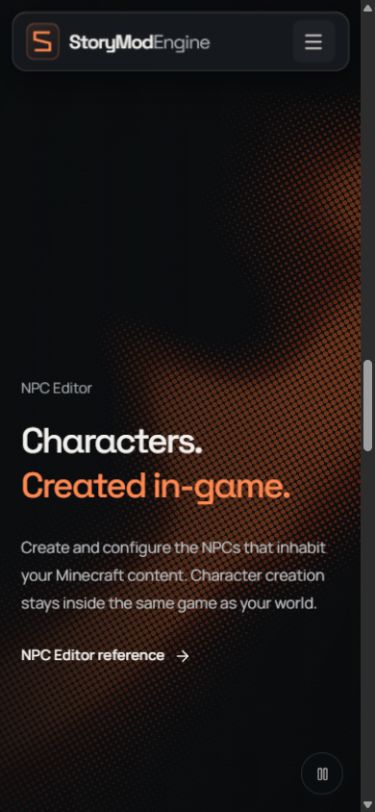 StoryModEngine
NPC Editor
Characters.
Created in-game.
Create and configure the NPCs that inhabit
your Minecraft content. Character creation
stays inside the same game as your world.
NPC Editor reference →